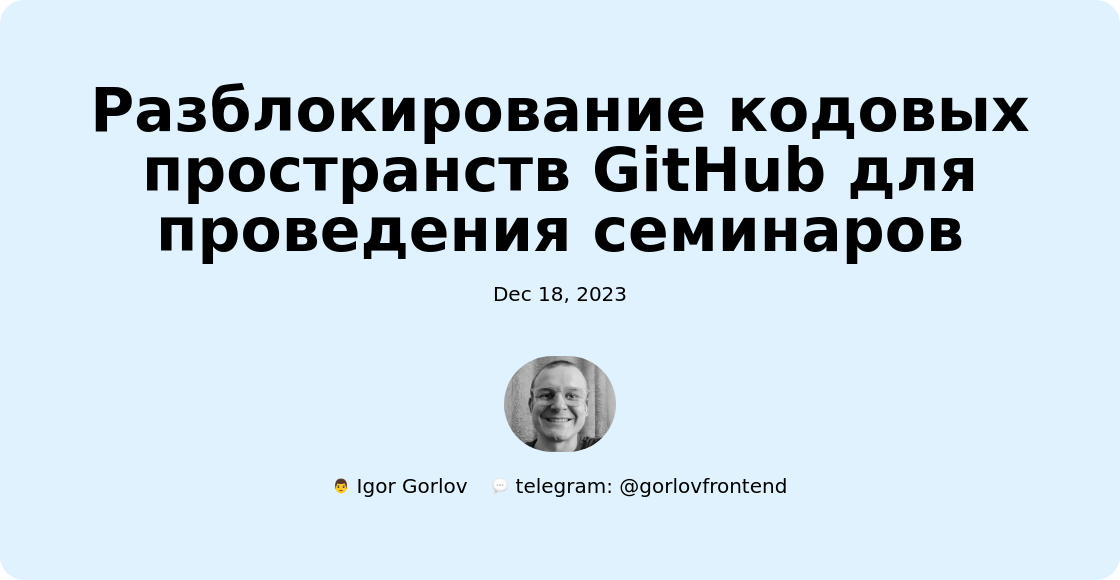 Разблокирование кодовых
пространств GitHub для
проведения семинаров
Dec 18, 2023
Igor Gorlov telegram: @gorlovfrontend